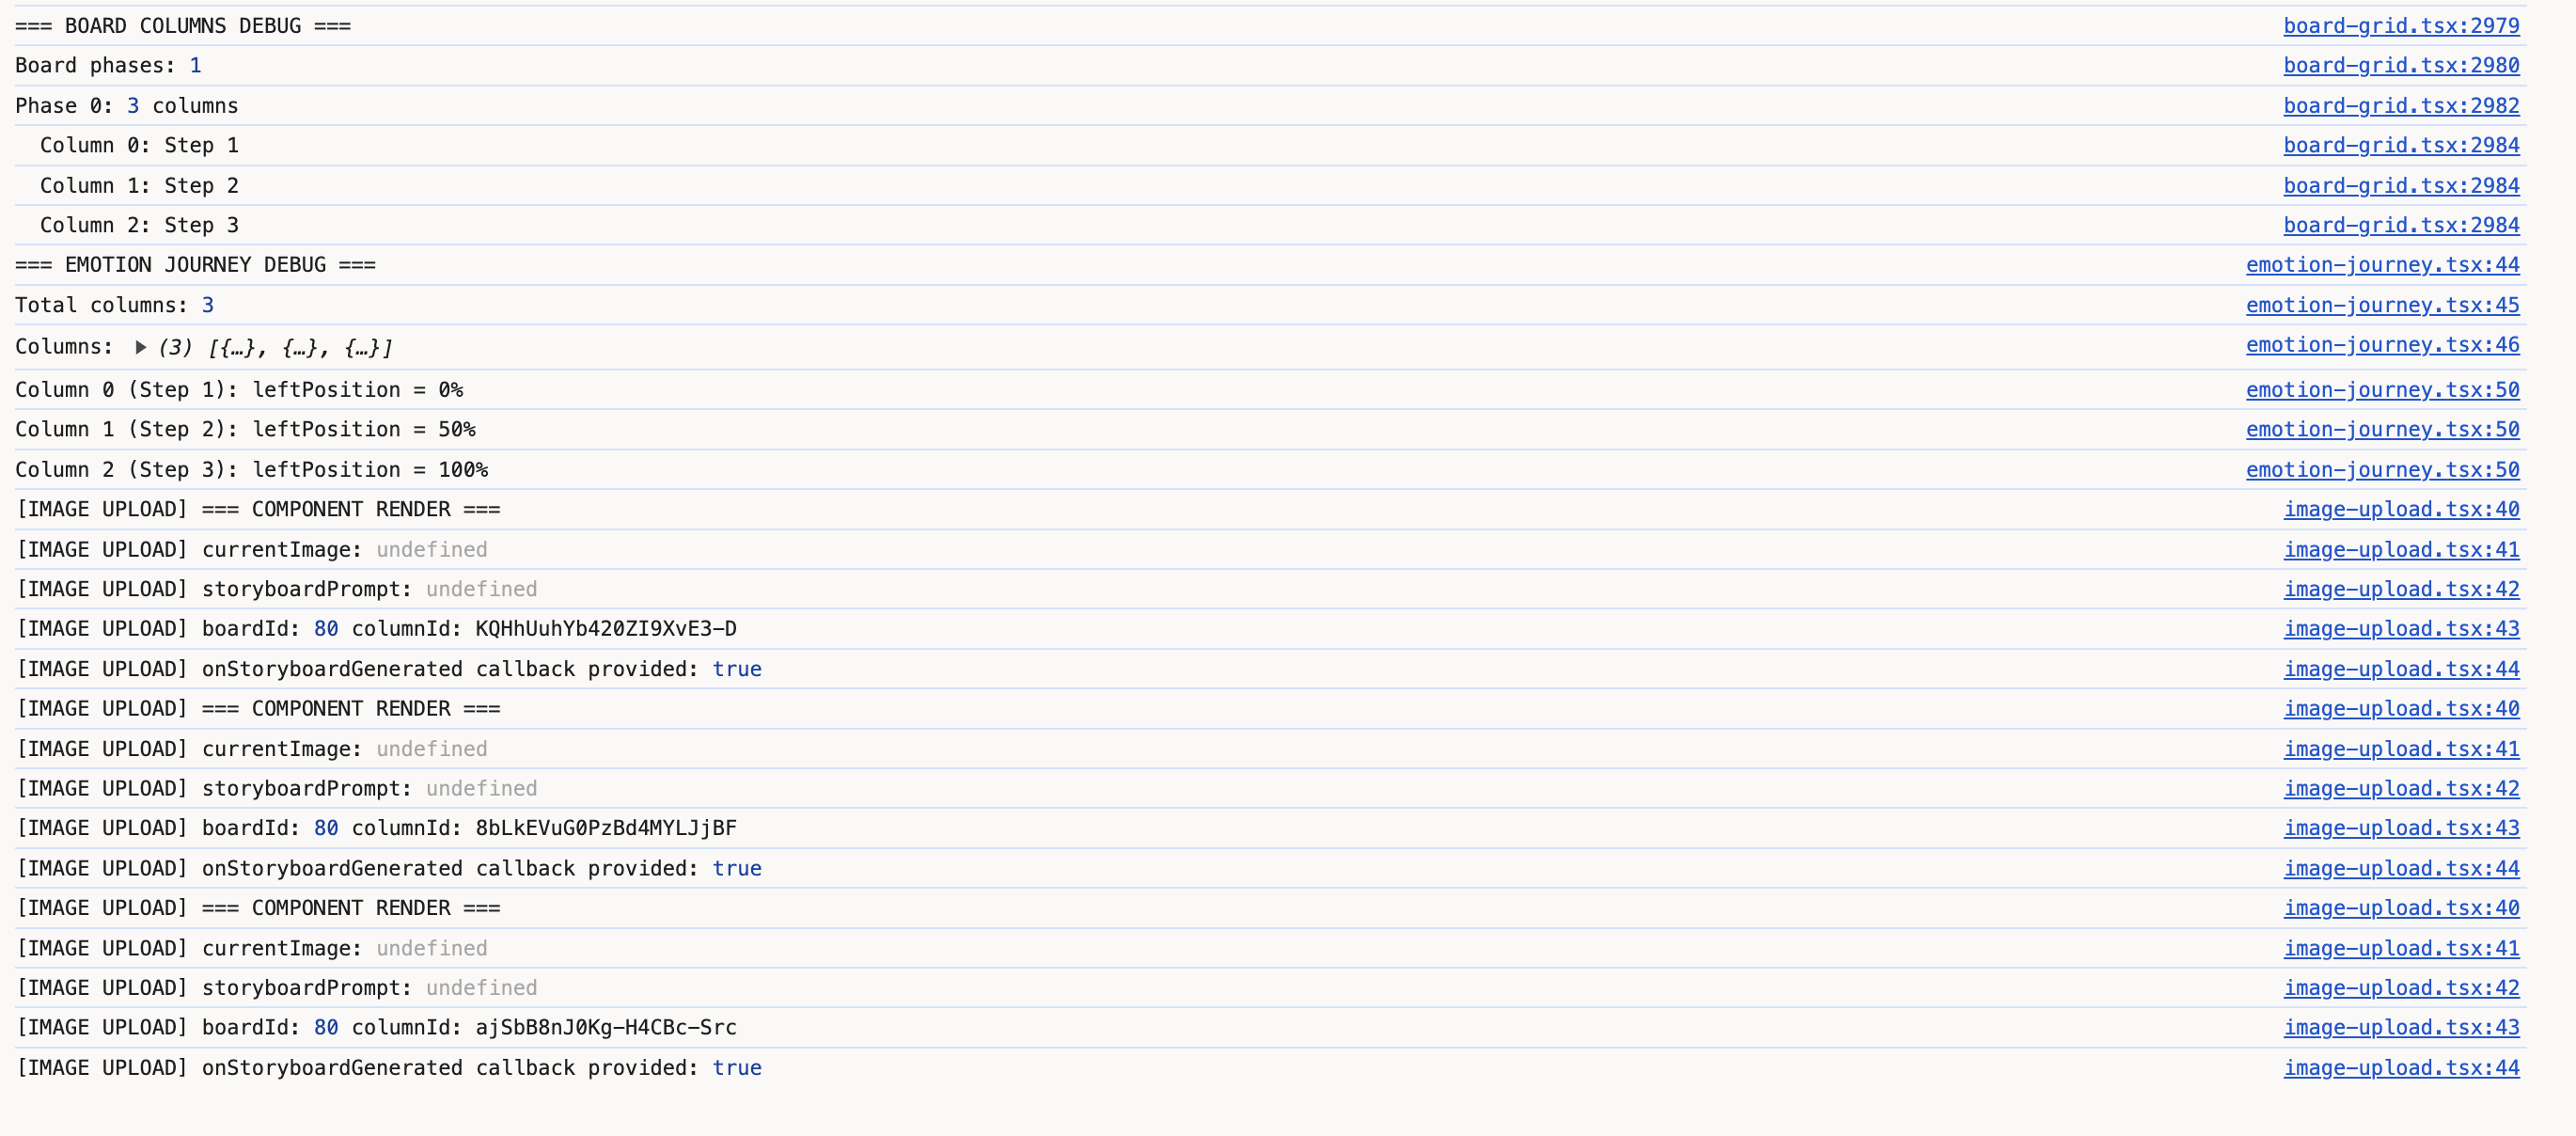 === BOARD COLUMNS DEBUG === board-grid.tsx:2979
Board phases: 1 board-grid.tsx:2980
Phase 0: 3 columns board-grid.tsx:2982
Column 0: Step 1 board-grid.tsx:2984
Column 1: Step 2 board-grid.tsx:2984
Column 2: Step 3 board-grid.tsx:2984
=== EMOTION JOURNEY DEBUG === emotion-journey.tsx:44
Total columns: 3 emotion-journey.tsx:45
Columns: ▶ (3) [{…}, {…}, {…}] emotion-journey.tsx:46
Column 0 (Step 1): leftPosition = 0% emotion-journey.tsx:50
Column 1 (Step 2): leftPosition = 50% emotion-journey.tsx:50
Column 2 (Step 3): leftPosition = 100% emotion-journey.tsx:50
[IMAGE UPLOAD] === COMPONENT RENDER === image-upload.tsx:40
[IMAGE UPLOAD] currentImage: undefined image-upload.tsx:41
[IMAGE UPLOAD] storyboardPrompt: undefined image-upload.tsx:42
[IMAGE UPLOAD] boardId: 80 columnId: KQHhUuhYb420ZI9XvE3-D image-upload.tsx:43
[IMAGE UPLOAD] onStoryboardGenerated callback provided: true image-upload.tsx:44
[IMAGE UPLOAD] === COMPONENT RENDER === image-upload.tsx:40
[IMAGE UPLOAD] currentImage: undefined image-upload.tsx:41
[IMAGE UPLOAD] storyboardPrompt: undefined image-upload.tsx:42
[IMAGE UPLOAD] boardId: 80 columnId: 8bLkEVuG0PzBd4MYLJjBF image-upload.tsx:43
[IMAGE UPLOAD] onStoryboardGenerated callback provided: true image-upload.tsx:44
[IMAGE UPLOAD] === COMPONENT RENDER === image-upload.tsx:40
[IMAGE UPLOAD] currentImage: undefined image-upload.tsx:41
[IMAGE UPLOAD] storyboardPrompt: undefined image-upload.tsx:42
[IMAGE UPLOAD] boardId: 80 columnId: ajSbB8nJ0Kg-H4CBc-Src image-upload.tsx:43
[IMAGE UPLOAD] onStoryboardGenerated callback provided: true image-upload.tsx:44